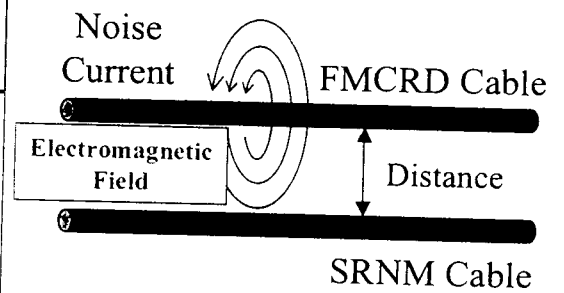 Noise
Current
FMCRD Cable
Electromagnetic
Field
Distance
SRNM Cable